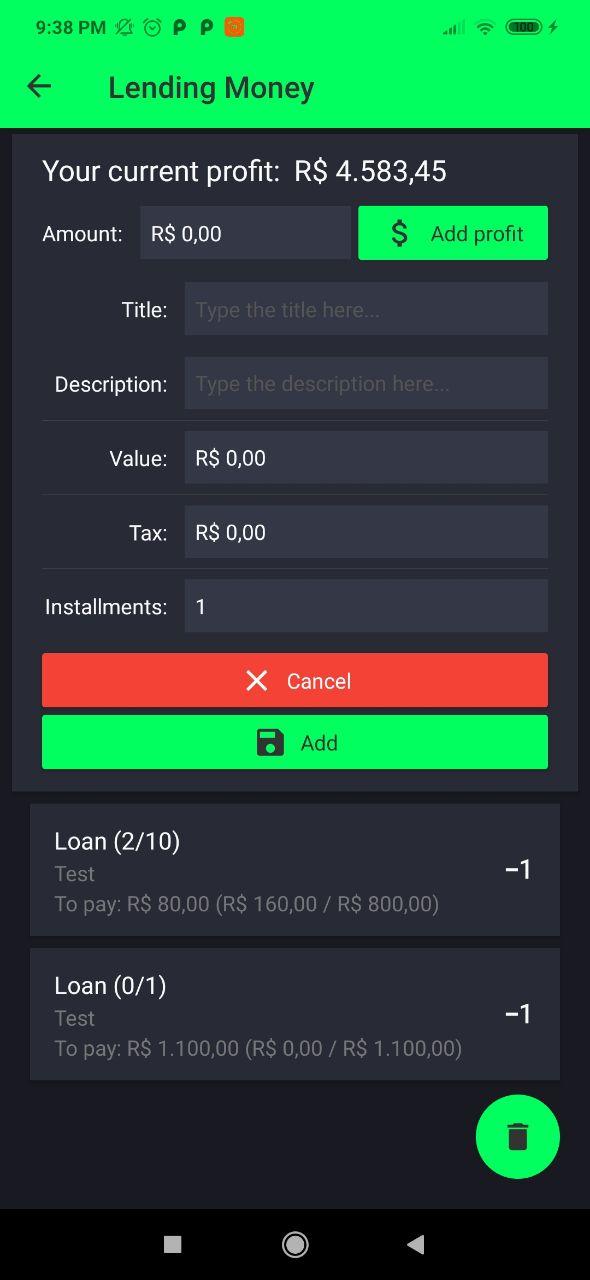 9:38 PM 100
Lending Money
Your current profit: R$ 4.583,45
Amount: R$ 0,00 $ Add profit
Title: Type the title here...
Description: Type the description here...
Value: R$ 0,00
Tax: R$ 0,00
Installments: 1
Cancel
Add
Loan (2/10)
Test
To pay: R$ 80,00 (R$ 160,00 / R$ 800,00)
−1
Loan (0/1)
Test
To pay: R$ 1.100,00 (R$ 0,00 / R$ 1.100,00)
−1